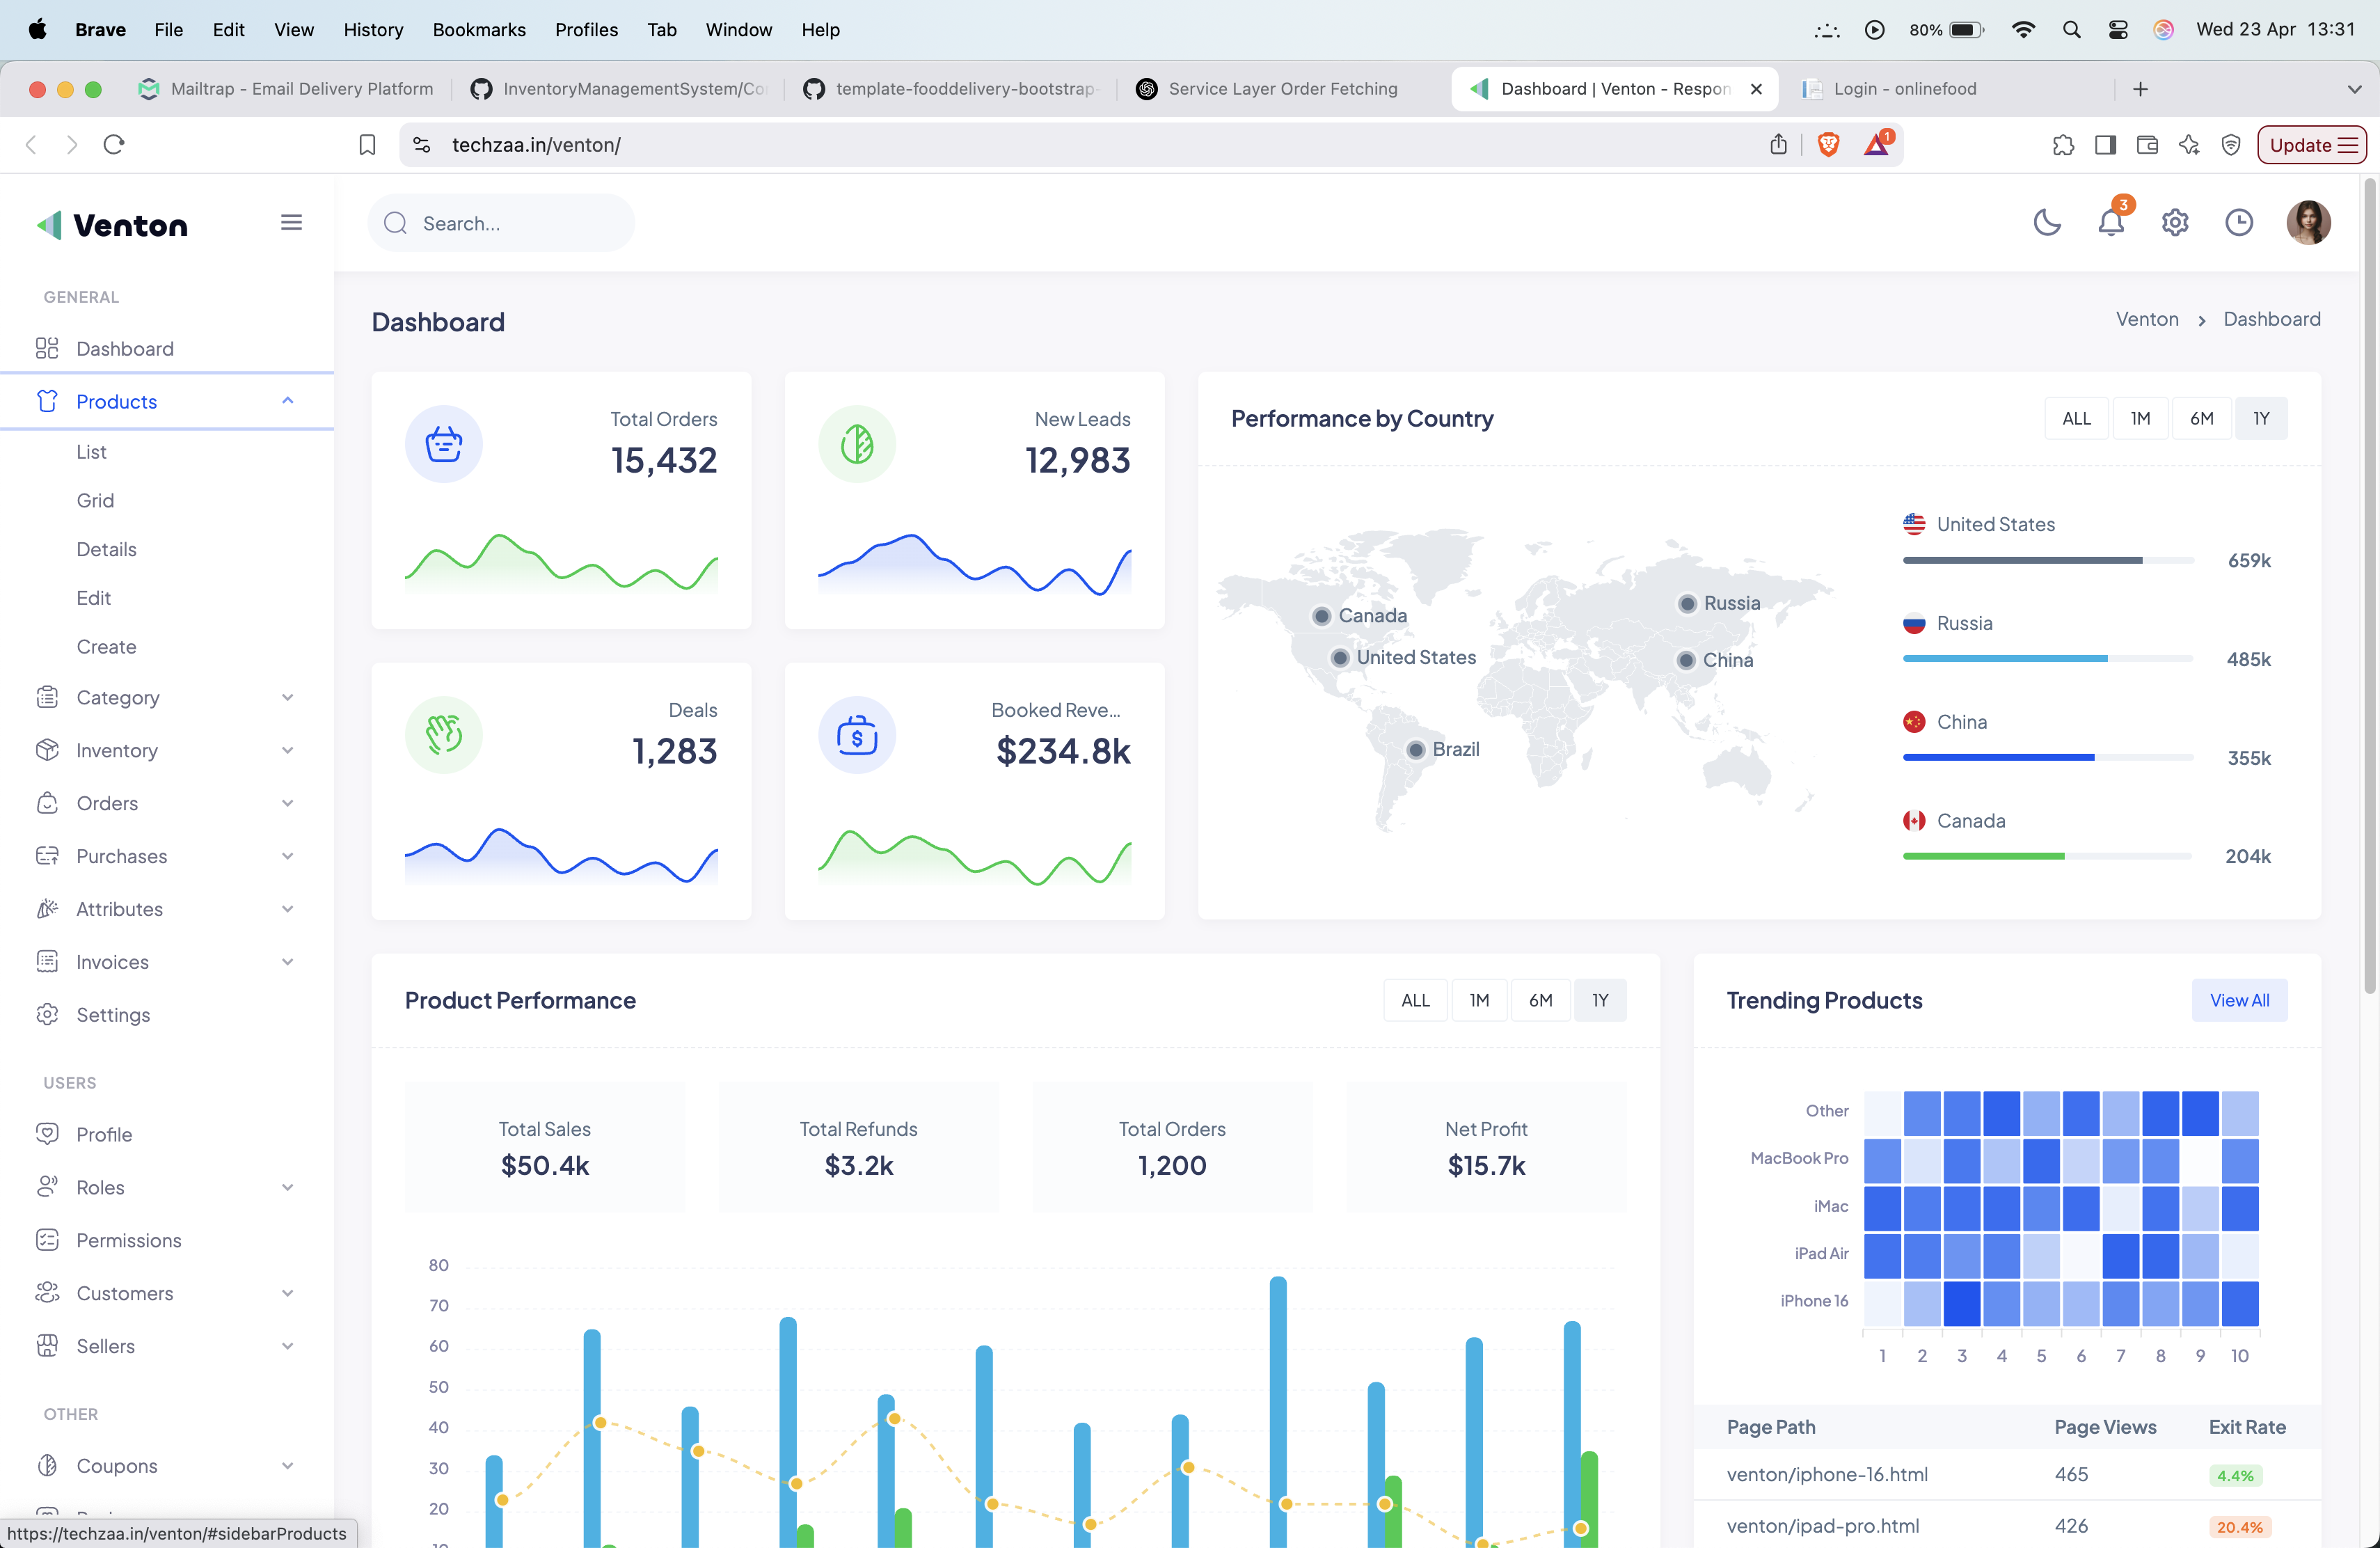 Brave File Edit View History Bookmarks Profiles Tab Window Help 80% Wed 23 Apr 13:31
Mailtrap - Email Delivery Platform InventoryManagementSystem/Co template-fooddelivery-bootstrap- Service Layer Order Fetching Dashboard | Venton - Respon Login - onlinefood
techzaa.in/venton/ 1 Update
Venton
Search...
3
GENERAL
Dashboard
Products
List
Grid
Details
Edit
Create
Category
Inventory
Orders
Purchases
Attributes
Invoices
Settings
USERS
Profile
Roles
Permissions
Customers
Sellers
OTHER
Coupons
https://techzaa.in/venton/#sidebarProducts
Dashboard
Venton > Dashboard
Total Orders
15,432
New Leads
12,983
Deals
1,283
Booked Reve...
$234.8k
Performance by Country
ALL 1M 6M 1Y
Canada
United States
Russia
China
Brazil
United States
659k
Russia
485k
China
355k
Canada
204k
Product Performance
ALL 1M 6M 1Y
Total Sales
$50.4k
Total Refunds
$3.2k
Total Orders
1,200
Net Profit
$15.7k
80
70
60
50
40
30
20
Trending Products
View All
Other
MacBook Pro
iMac
iPad Air
iPhone 16
1 2 3 4 5 6 7 8 9 10
Page Path Page Views Exit Rate
venton/iphone-16.html 465 4.4%
venton/ipad-pro.html 426 20.4%